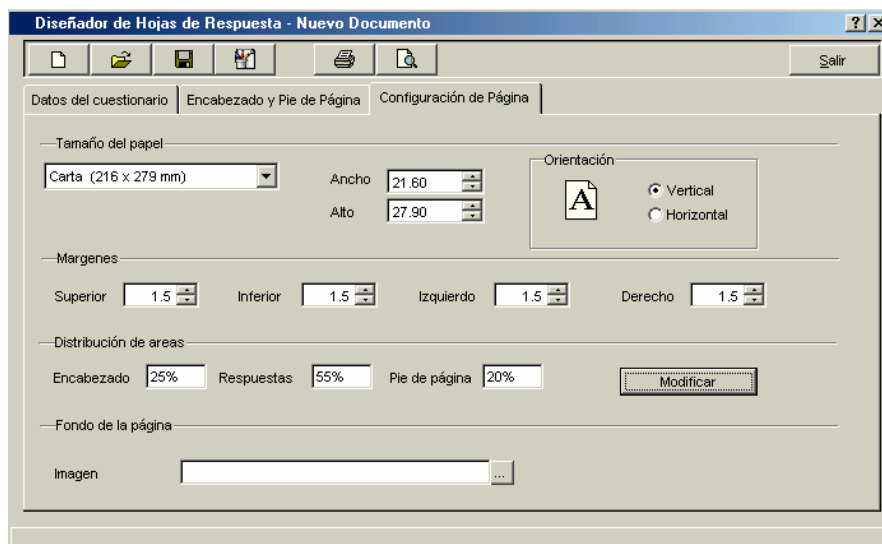 Diseñador de Hojas de Respuesta - Nuevo Documento
Salir
Datos del cuestionario Encabezado y Pie de Página Configuración de Página
Tamaño del papel
Carta (216 x 279 mm)
Ancho 21.60
Alto 27.90
Orientación
A
Vertical
Horizontal
Margenes
Superior 1.5 Inferior 1.5 Izquierdo 1.5 Derecho 1.5
Distribución de areas
Encabezado 25% Respuestas 55% Pie de página 20% Modificar
Fondo de la página
Imagen ...